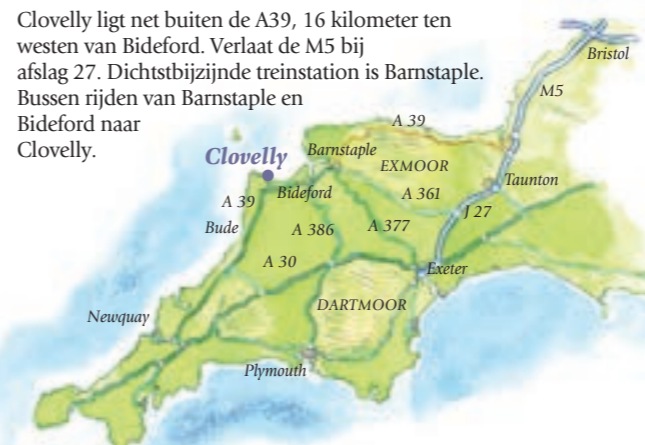 Clovelly ligt net buiten de A39, 16 kilometer ten
westen van Bideford. Verlaat de M5 bij
afslag 27. Dichtstbijzijnde treinstation is Barnstaple.
Bussen rijden van Barnstaple en
Bideford naar
Clovelly.
Bristol
M5
A 39
Clovelly
Barnstaple
EXMOOR
Taunton
A 39
Bideford
A 361
J 27
Bude
A 386
A 377
A 30
Exeter
DARTMOOR
Newquay
Plymouth